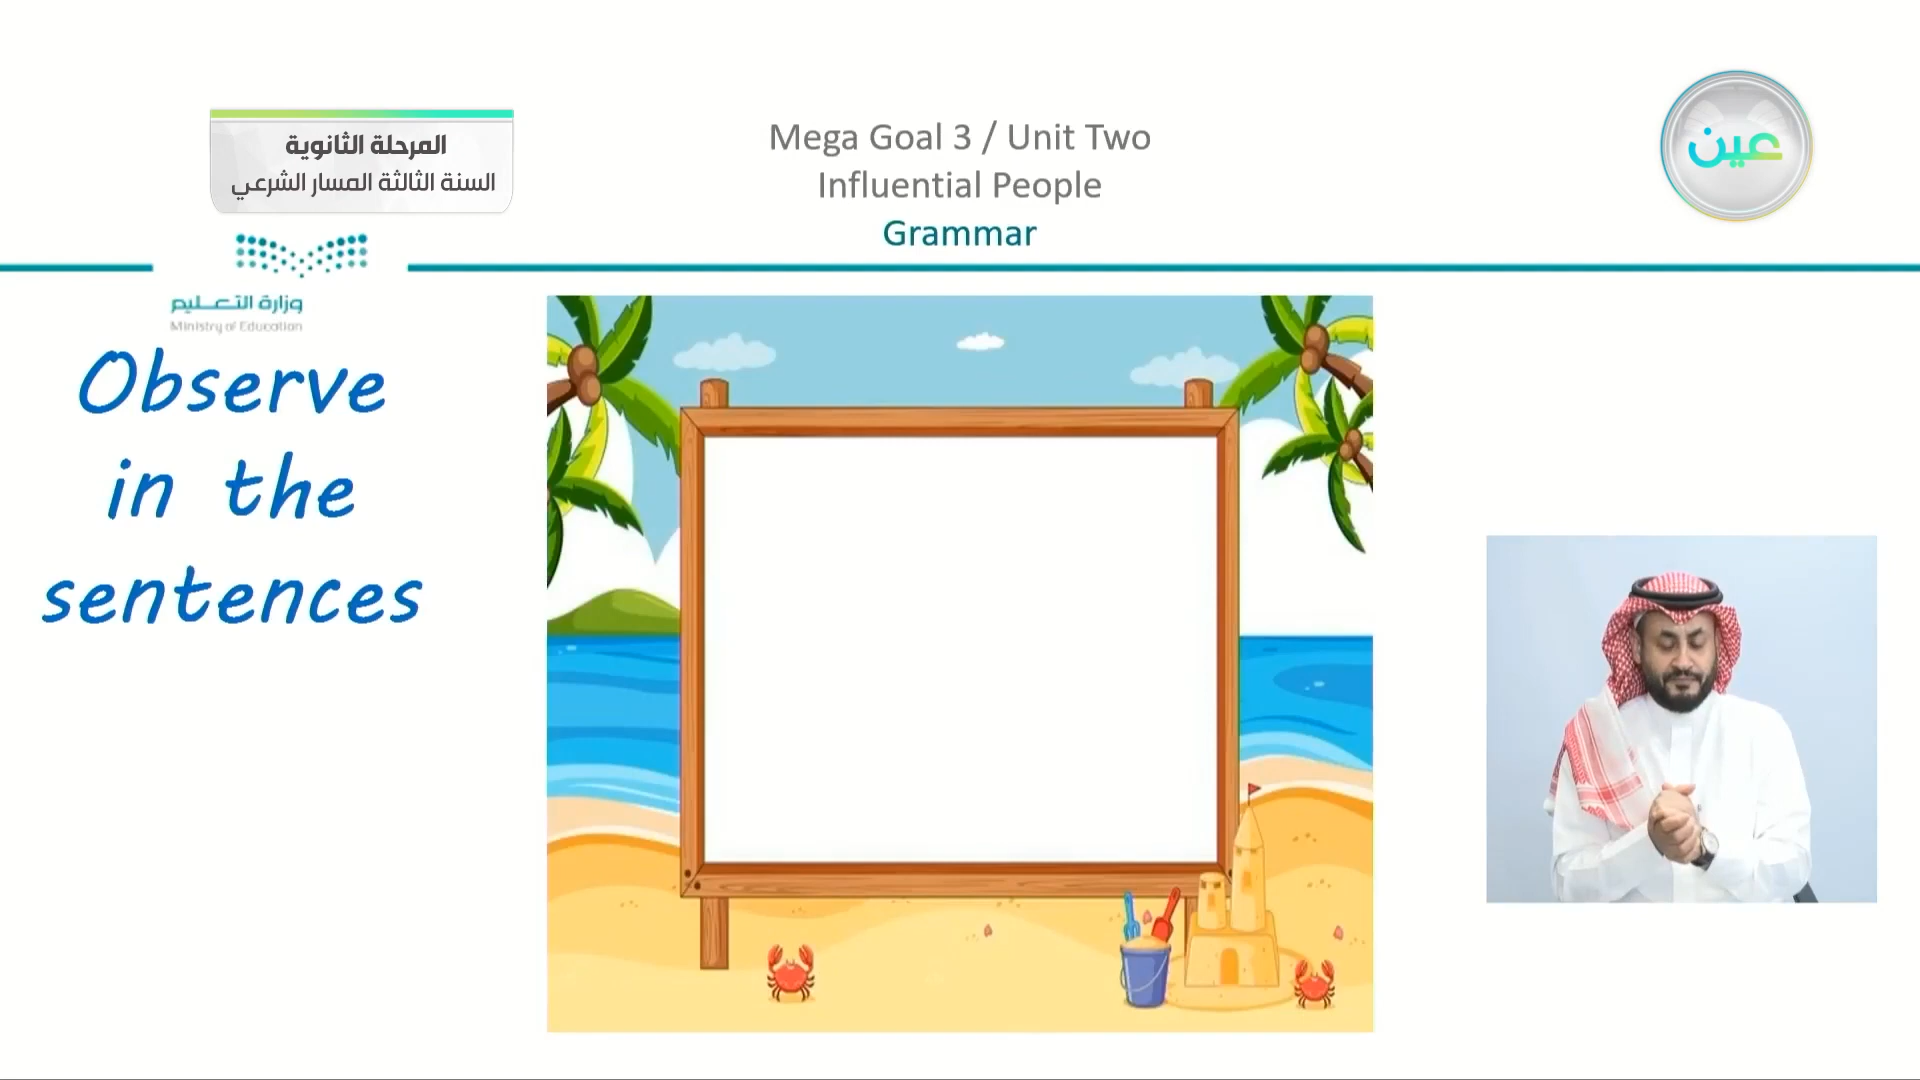 المرحلة الثانوية
السنة الثالثة المسار الشرعي
Mega Goal 3 / Unit Two
Influential People
Grammar
عين
وزارة التعليم
Ministry of Education
Observe
in the
sentences